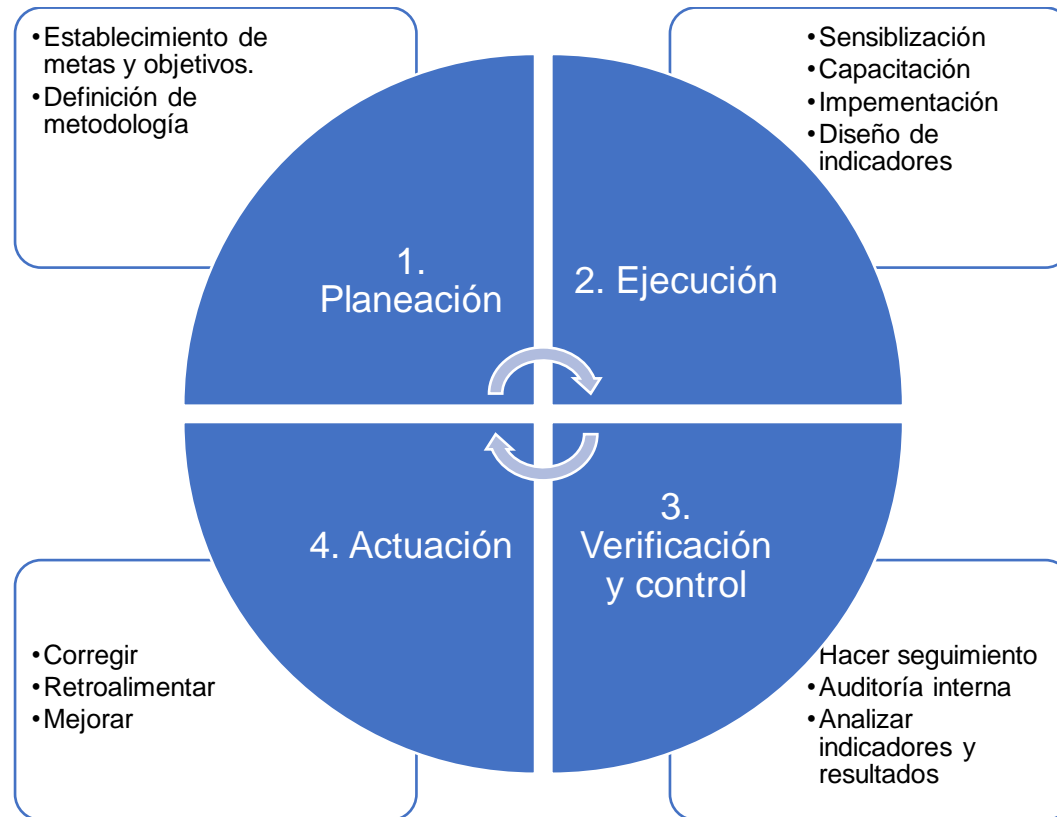 •Establecimiento de
metas y objetivos.
•Definición de
metodología
•Sensiblización
•Capacitación
•Impementación
•Diseño de
indicadores
1.
Planeación
2. Ejecución
4. Actuación
3.
Verificación
y control
•Corregir
•Retroalimentar
•Mejorar
Hacer seguimiento
•Auditoría interna
•Analizar
indicadores y
resultados